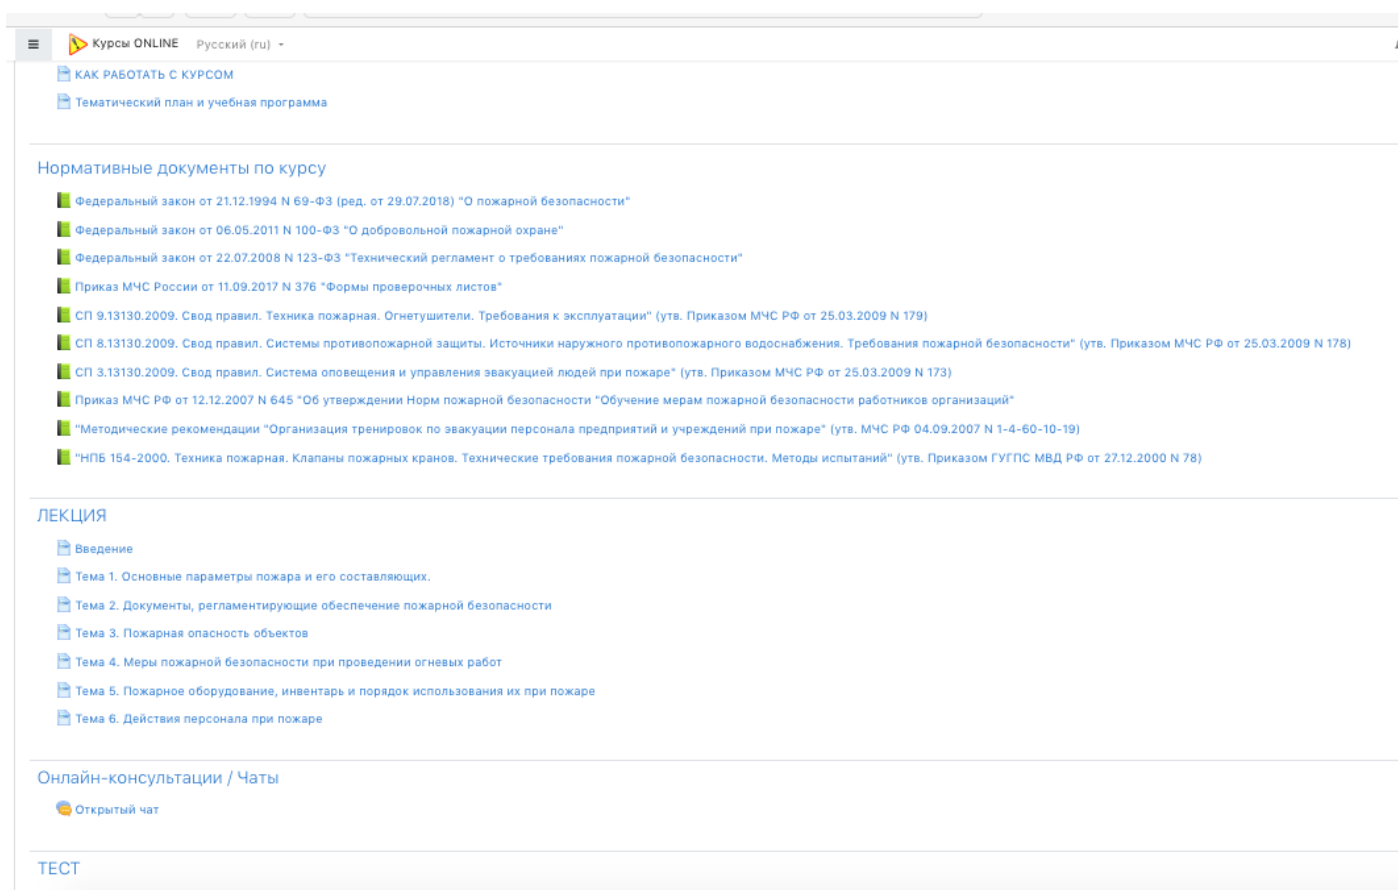 Курсы ONLINE Русский (ru)
КАК РАБОТАТЬ С КУРСОМ
Тематический план и учебная программа
Нормативные документы по курсу
Федеральный закон от 21.12.1994 N 69-ФЗ (ред. от 29.07.2018) "О пожарной безопасности"
Федеральный закон от 06.05.2011 N 100-ФЗ "О добровольной пожарной охране"
Федеральный закон от 22.07.2008 N 123-ФЗ "Технический регламент о требованиях пожарной безопасности"
Приказ МЧС России от 11.09.2017 N 376 "Формы проверочных листов"
СП 9.13130.2009. Свод правил. Техника пожарная. Огнетушители. Требования к эксплуатации" (утв. Приказом МЧС РФ от 25.03.2009 N 179)
СП 8.13130.2009. Свод правил. Системы противопожарной защиты. Источники наружного противопожарного водоснабжения. Требования пожарной безопасности" (утв. Приказом МЧС РФ от 25.03.2009 N 178)
СП 3.13130.2009. Свод правил. Система оповещения и управления эвакуацией людей при пожаре" (утв. Приказом МЧС РФ от 25.03.2009 N 173)
Приказ МЧС РФ от 12.12.2007 N 645 "Об утверждении Норм пожарной безопасности "Обучение мерам пожарной безопасности работников организаций"
"Методические рекомендации "Организация тренировок по эвакуации персонала предприятий и учреждений при пожаре" (утв. МЧС РФ 04.09.2007 N 1-4-60-10-19)
"НПБ 154-2000. Техника пожарная. Клапаны пожарных кранов. Технические требования пожарной безопасности. Методы испытаний" (утв. Приказом ГУГПС МВД РФ от 27.12.2000 N 78)
ЛЕКЦИЯ
Введение
Тема 1. Основные параметры пожара и его составляющих.
Тема 2. Документы, регламентирующие обеспечение пожарной безопасности
Тема 3. Пожарная опасность объектов
Тема 4. Меры пожарной безопасности при проведении огневых работ
Тема 5. Пожарное оборудование, инвентарь и порядок использования их при пожаре
Тема 6. Действия персонала при пожаре
Онлайн-консультации / Чаты
Открытый чат
ТЕСТ